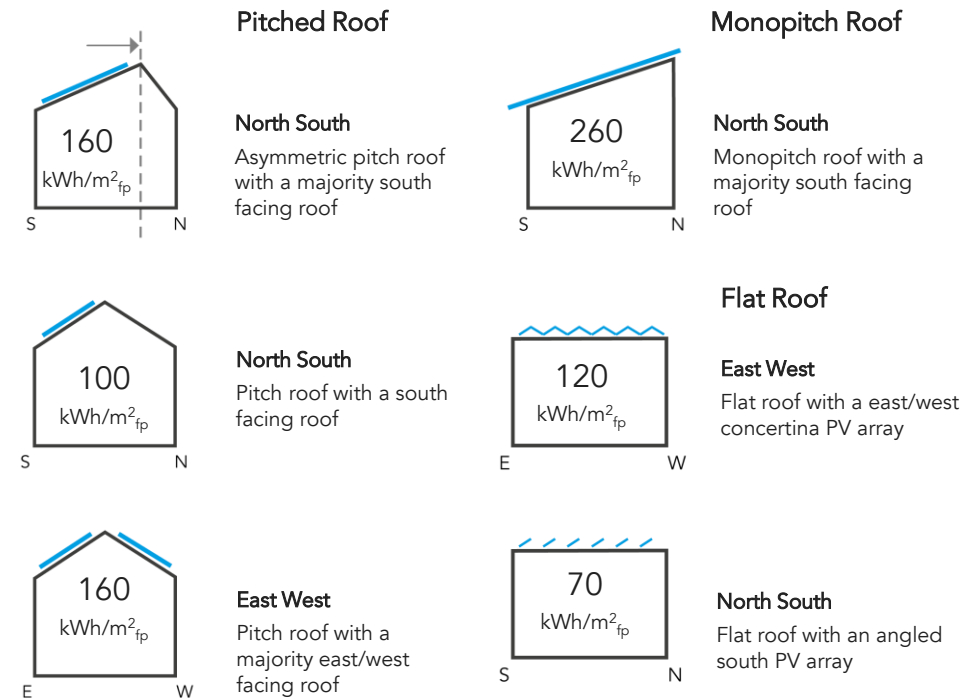 Pitched Roof
160
kWh/m²fp
S N
North South
Asymmetric pitch roof
with a majority south
facing roof
100
kWh/m²fp
S N
North South
Pitch roof with a south
facing roof
160
kWh/m²fp
E W
East West
Pitch roof with a
majority east/west
facing roof
Monopitch Roof
260
kWh/m²fp
S N
North South
Monopitch roof with a
majority south facing
roof
Flat Roof
120
kWh/m²fp
E W
East West
Flat roof with a east/west
concertina PV array
70
kWh/m²fp
S N
North South
Flat roof with an angled
south PV array